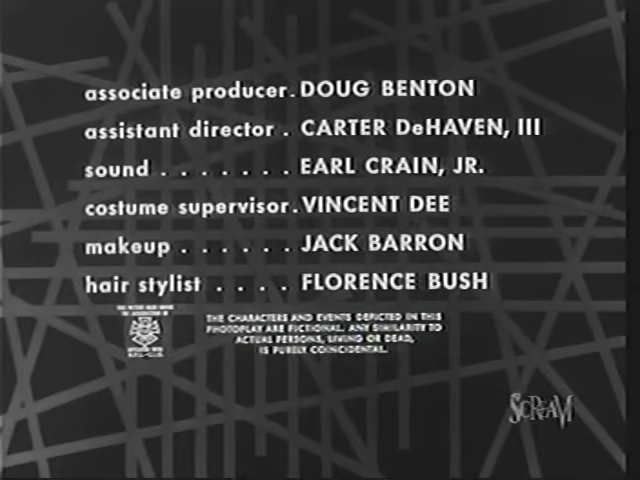 associate producer. DOUG BENTON
assistant director . CARTER DeHAVEN, III
sound . . . . . . . EARL CRAIN, JR.
costume supervisor. VINCENT DEE
makeup . . . . . . JACK BARRON
hair stylist . . . . FLORENCE BUSH
THE CHARACTERS AND EVENTS DEPICTED IN THIS
PHOTOPLAY ARE FICTIONAL. ANY SIMILARITY TO
ACTUAL PERSONS, LIVING OR DEAD,
IS PURELY COINCIDENTAL.
SCREAM